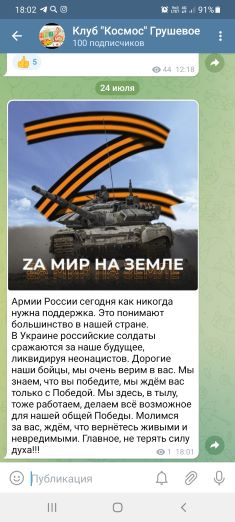 18:02
91%
Клуб "Космос" Грушевое
100 подписчиков
👍 5
44 12:18
24 июля
ZA МИР НА ЗЕМЛЕ
Армии России сегодня как никогда
нужна поддержка. Это понимают
большинство в нашей стране.
В Украине российские солдаты
сражаются за наше будущее,
ликвидируя неонацистов. Дорогие
наши бойцы, мы очень верим в вас. Мы
знаем, что вы победите, мы ждём вас
только с Победой. Мы здесь, в тылу,
тоже работаем, делаем всё возможное
для нашей общей Победы. Молимся
за вас, ждём, что вернётесь живыми и
невредимыми. Главное, не терять силу
духа!!!
1 18:01
Публикация